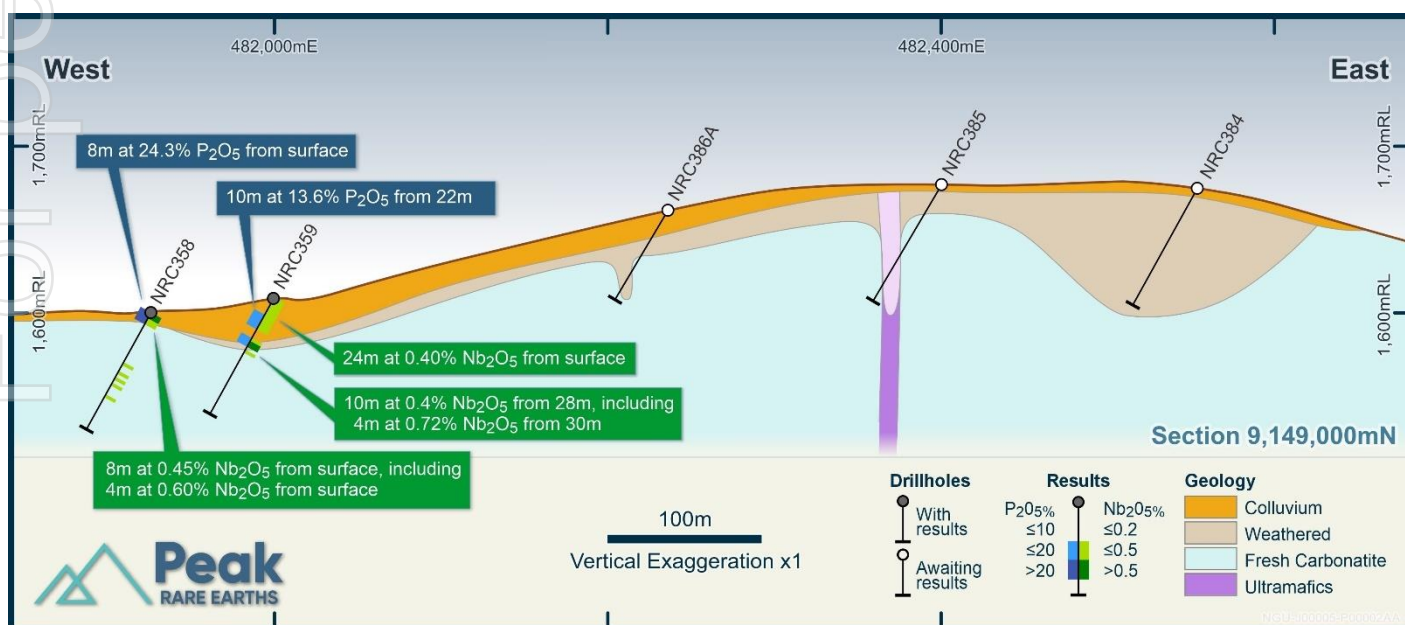 482,000mE
482,400mE
West
East
1,700mRL
1,700mRL
8m at 24.3% P₂O₅ from surface
10m at 13.6% P₂O₅ from 22m
NRC358
NRC359
NRC386A
NRC385
NRC384
1,600mRL
1,600mRL
24m at 0.40% Nb₂O₅ from surface
10m at 0.4% Nb₂O₅ from 28m, including
4m at 0.72% Nb₂O₅ from 30m
8m at 0.45% Nb₂O₅ from surface, including
4m at 0.60% Nb₂O₅ from surface
Section 9,149,000mN
Peak
RARE EARTHS
100m
Vertical Exaggeration x1
Drillholes
With
results
Awaiting
results
Results
P₂0₅% Nb₂0₅%
≤10 ≤0.2
≤20 ≤0.5
>20 >0.5
Geology
Colluvium
Weathered
Fresh Carbonatite
Ultramafics